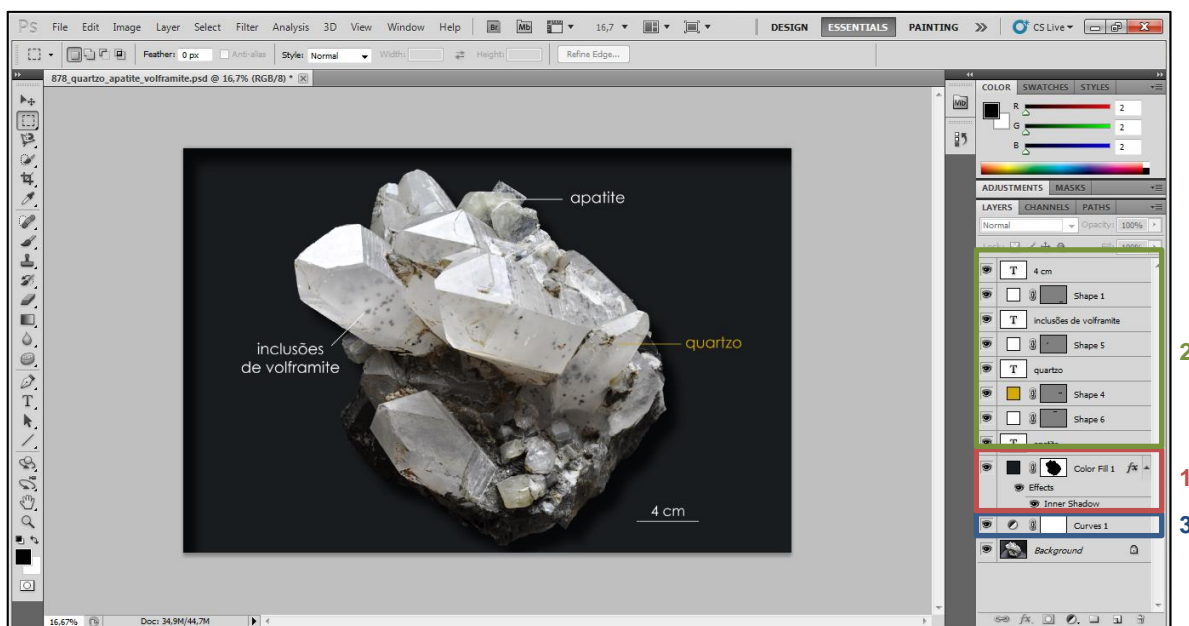 PS File Edit Image Layer Select Filter Analysis 3D View Window Help Br Mb 16,7 DESIGN ESSENTIALS PAINTING CS Live
Feather: 0 px Anti-alias Style: Normal Width: Height: Refine Edge...
878_quartzo_apatite_volframite.psd @ 16,7% (RGB/8) *
COLOR SWATCHES STYLES
Mb
R 2
G 2
B 2
ADJUSTMENTS MASKS
LAYERS CHANNELS PATHS
Normal Opacity: 100%
apatite
inclusões
de volframite
quartzo
4 cm
T 4 cm
Shape 1
T inclusões de volframite
Shape 5
T quartzo
Shape 4
Shape 6
2
Color Fill 1 fx
Effects
Inner Shadow
1
Curves 1
3
Background
16,67% Doc: 34,9M/44,7M
fx